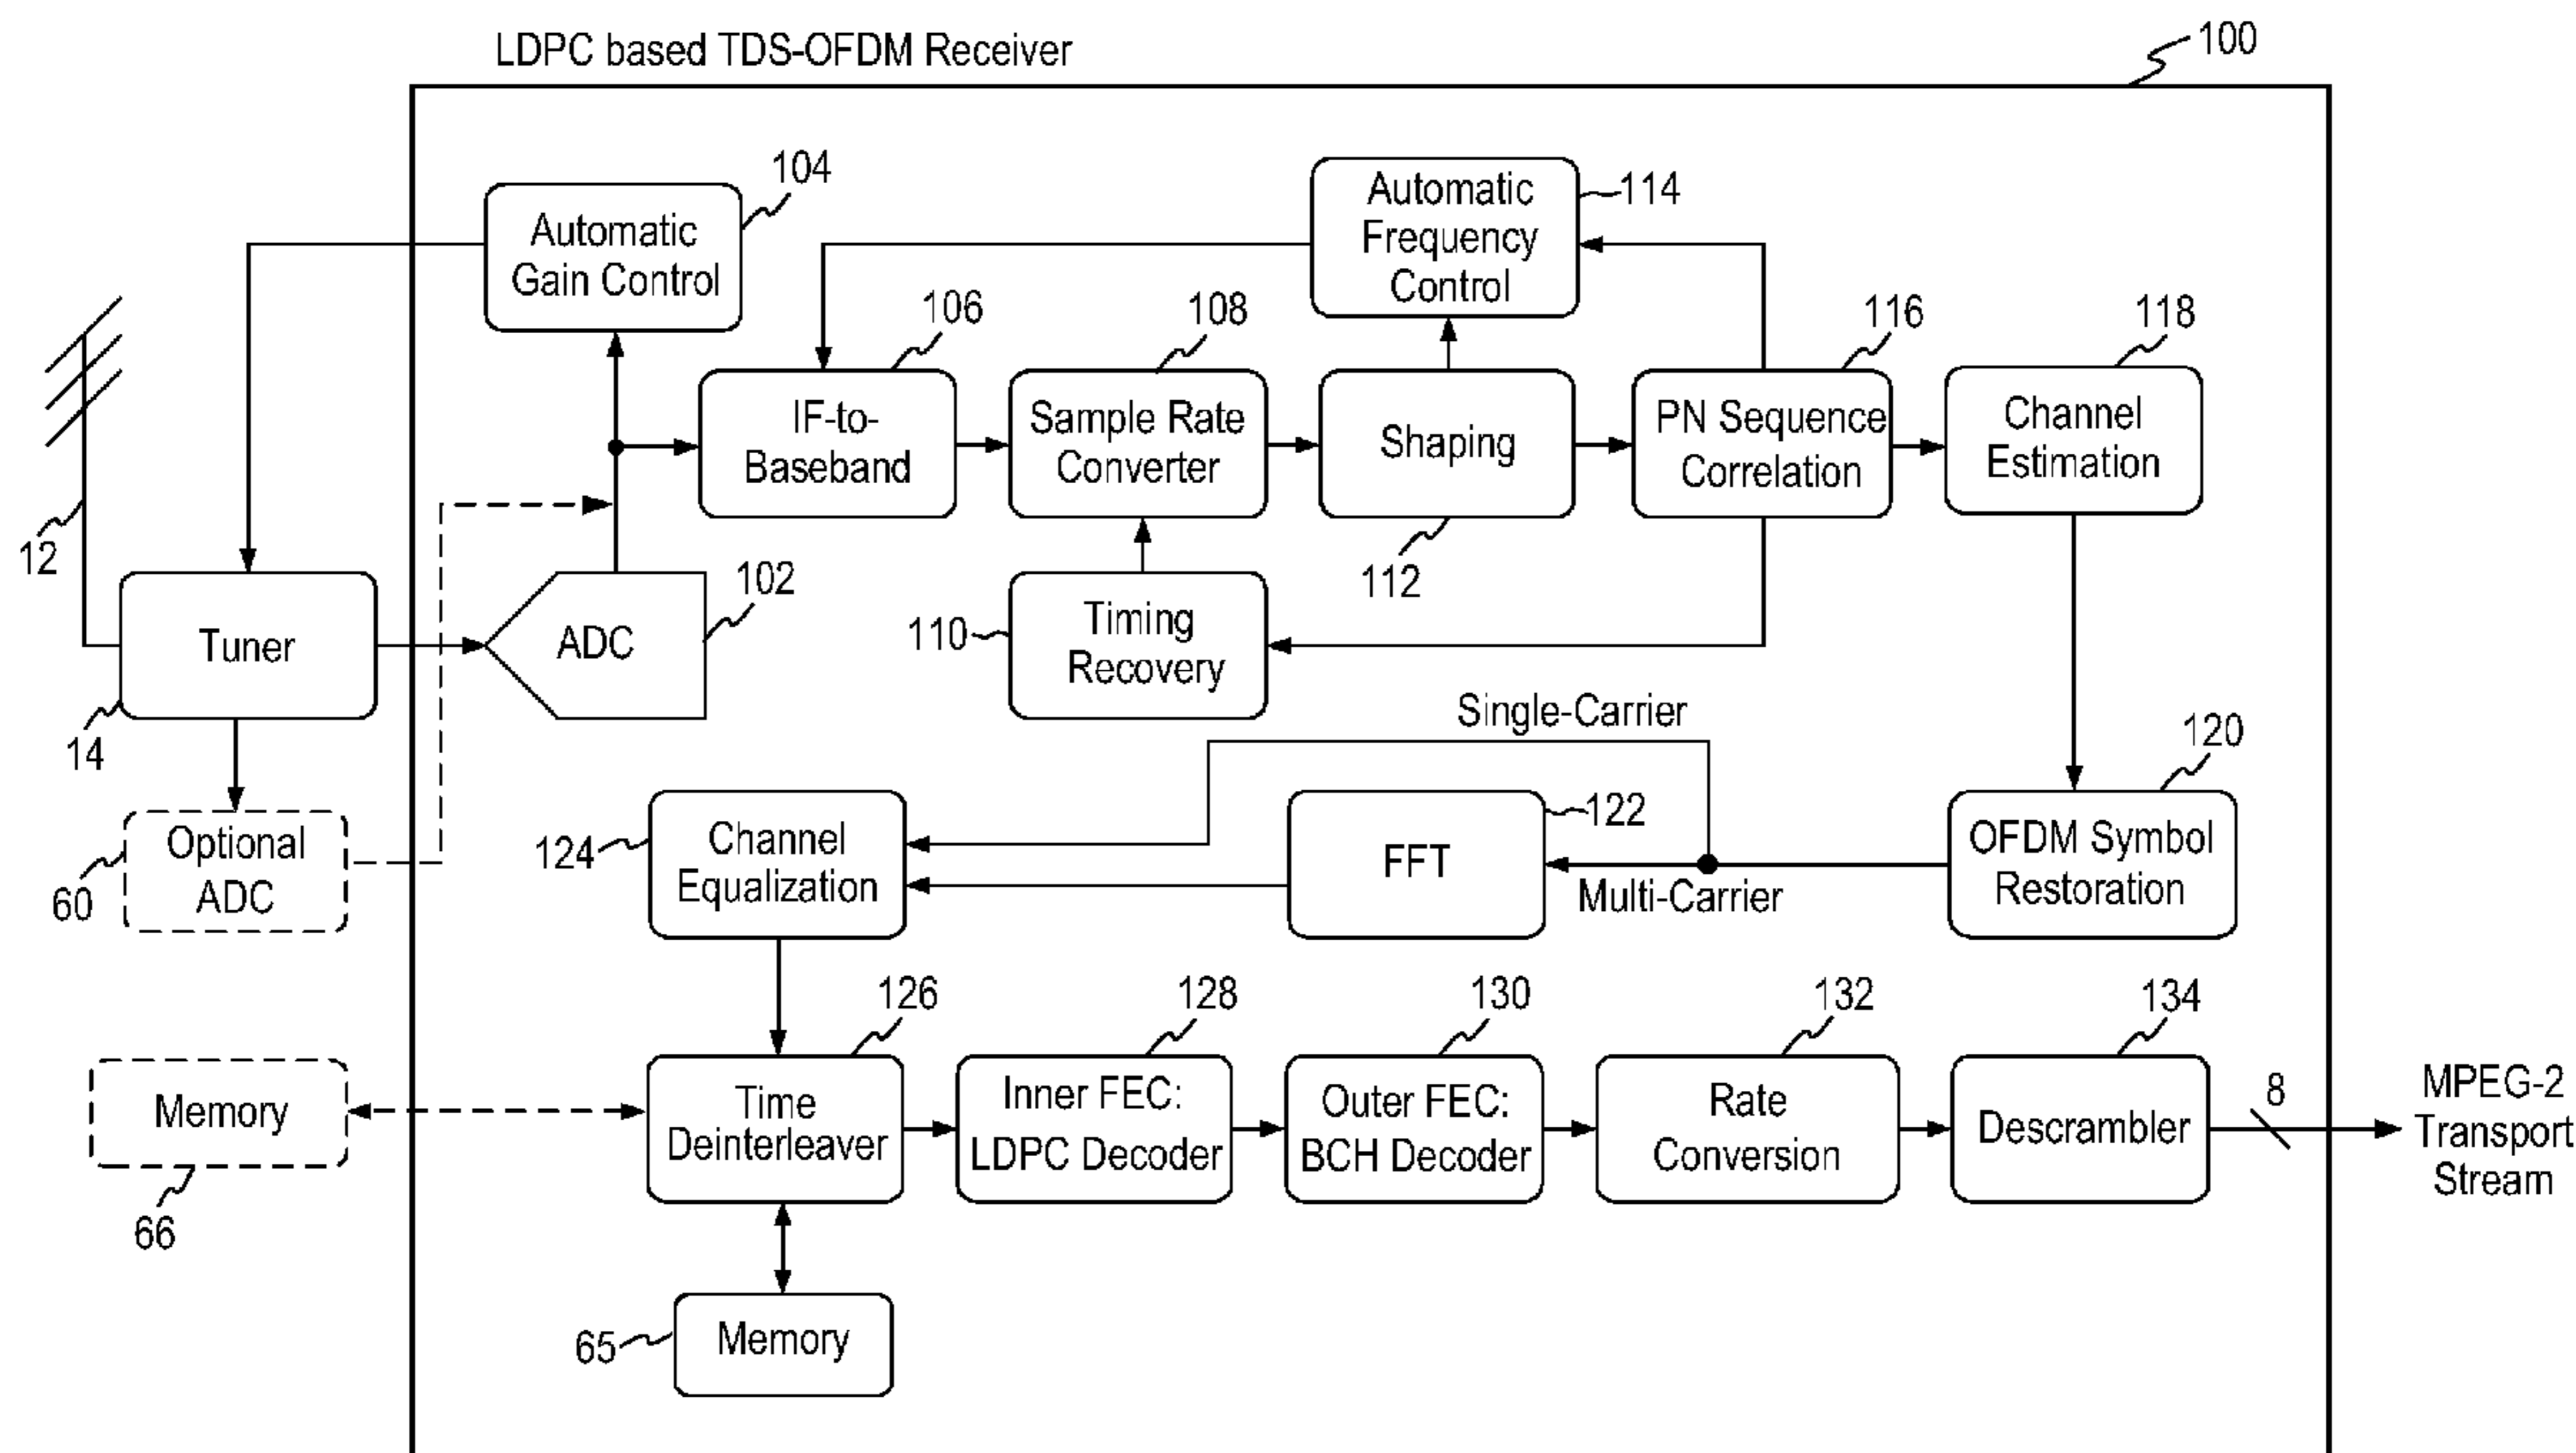 LDPC based TDS-OFDM Receiver
100
104
Automatic
Gain Control
Automatic
Frequency
Control
114
106
IF-to-
Baseband
108
Sample Rate
Converter
Shaping
112
116
PN Sequence
Correlation
118
Channel
Estimation
12
Tuner
14
ADC
102
110
Timing
Recovery
Single-Carrier
120
OFDM Symbol
Restoration
Multi-Carrier
122
FFT
124
Channel
Equalization
Optional
ADC
60
Memory
66
126
Time
Deinterleaver
128
Inner FEC:
LDPC Decoder
130
Outer FEC:
BCH Decoder
132
Rate
Conversion
134
Descrambler
8
MPEG-2
Transport
Stream
65
Memory